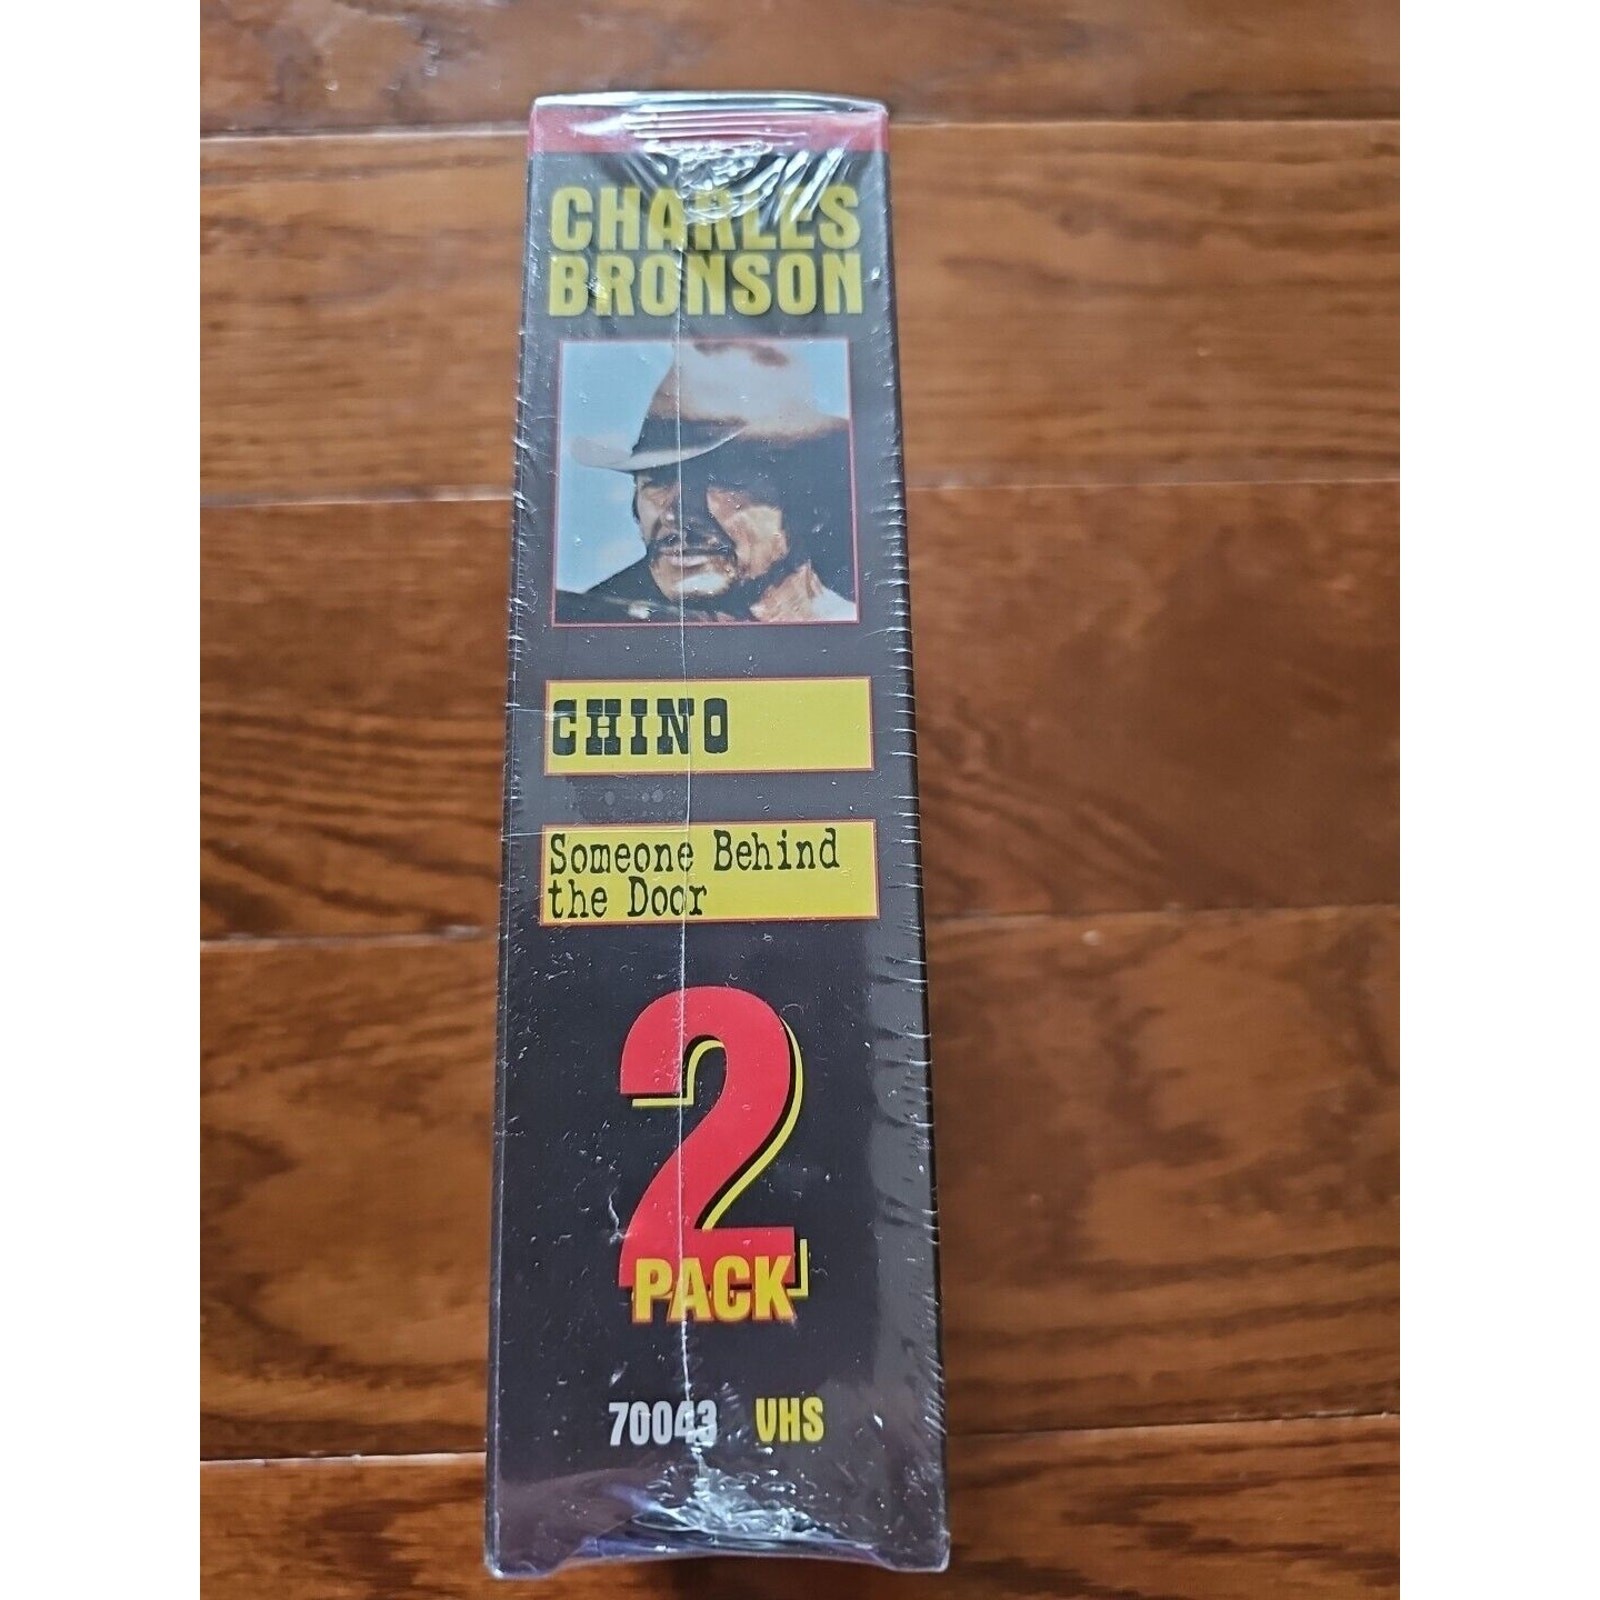 CHARLES
BRONSON
CHINO
Someone Behind
the Door
2
PACK
70043 VHS